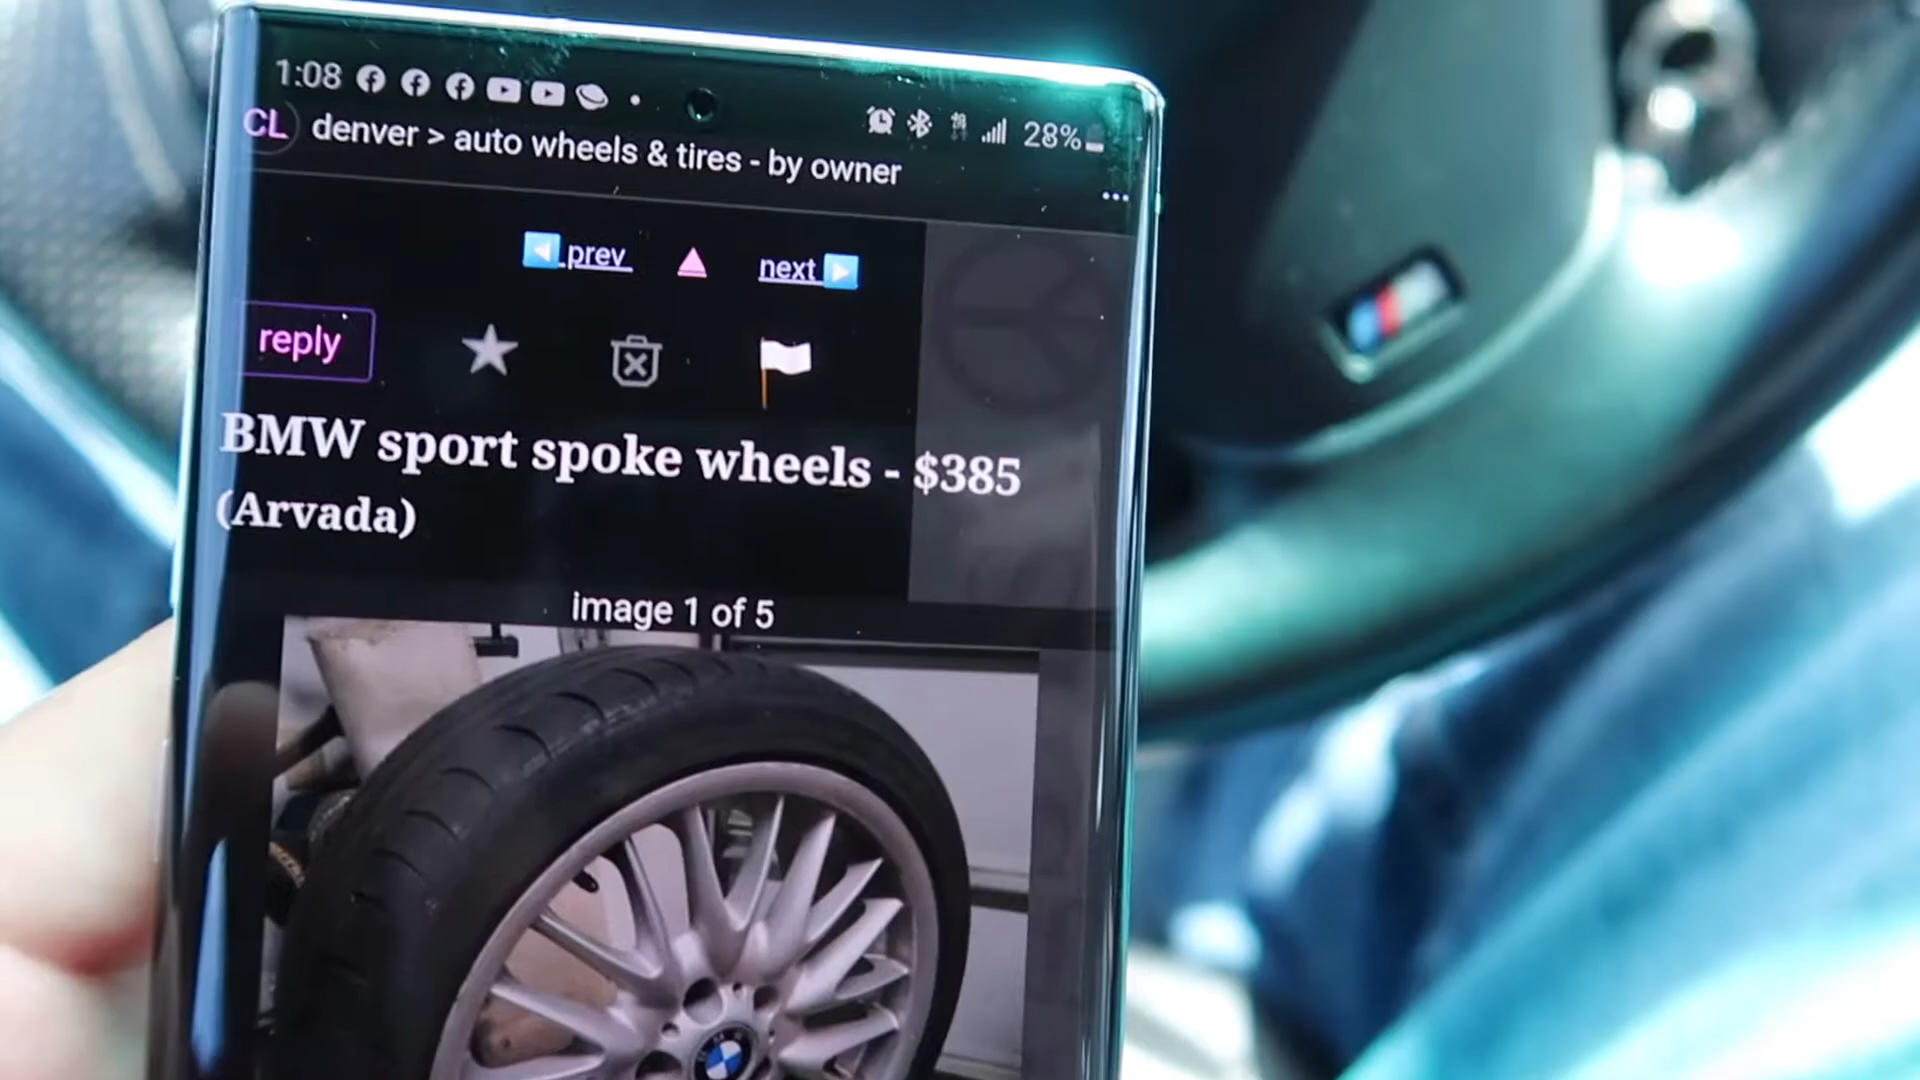 1:08 28%
CL denver > auto wheels & tires - by owner
prev next
reply
BMW sport spoke wheels - $385
(Arvada)
image 1 of 5